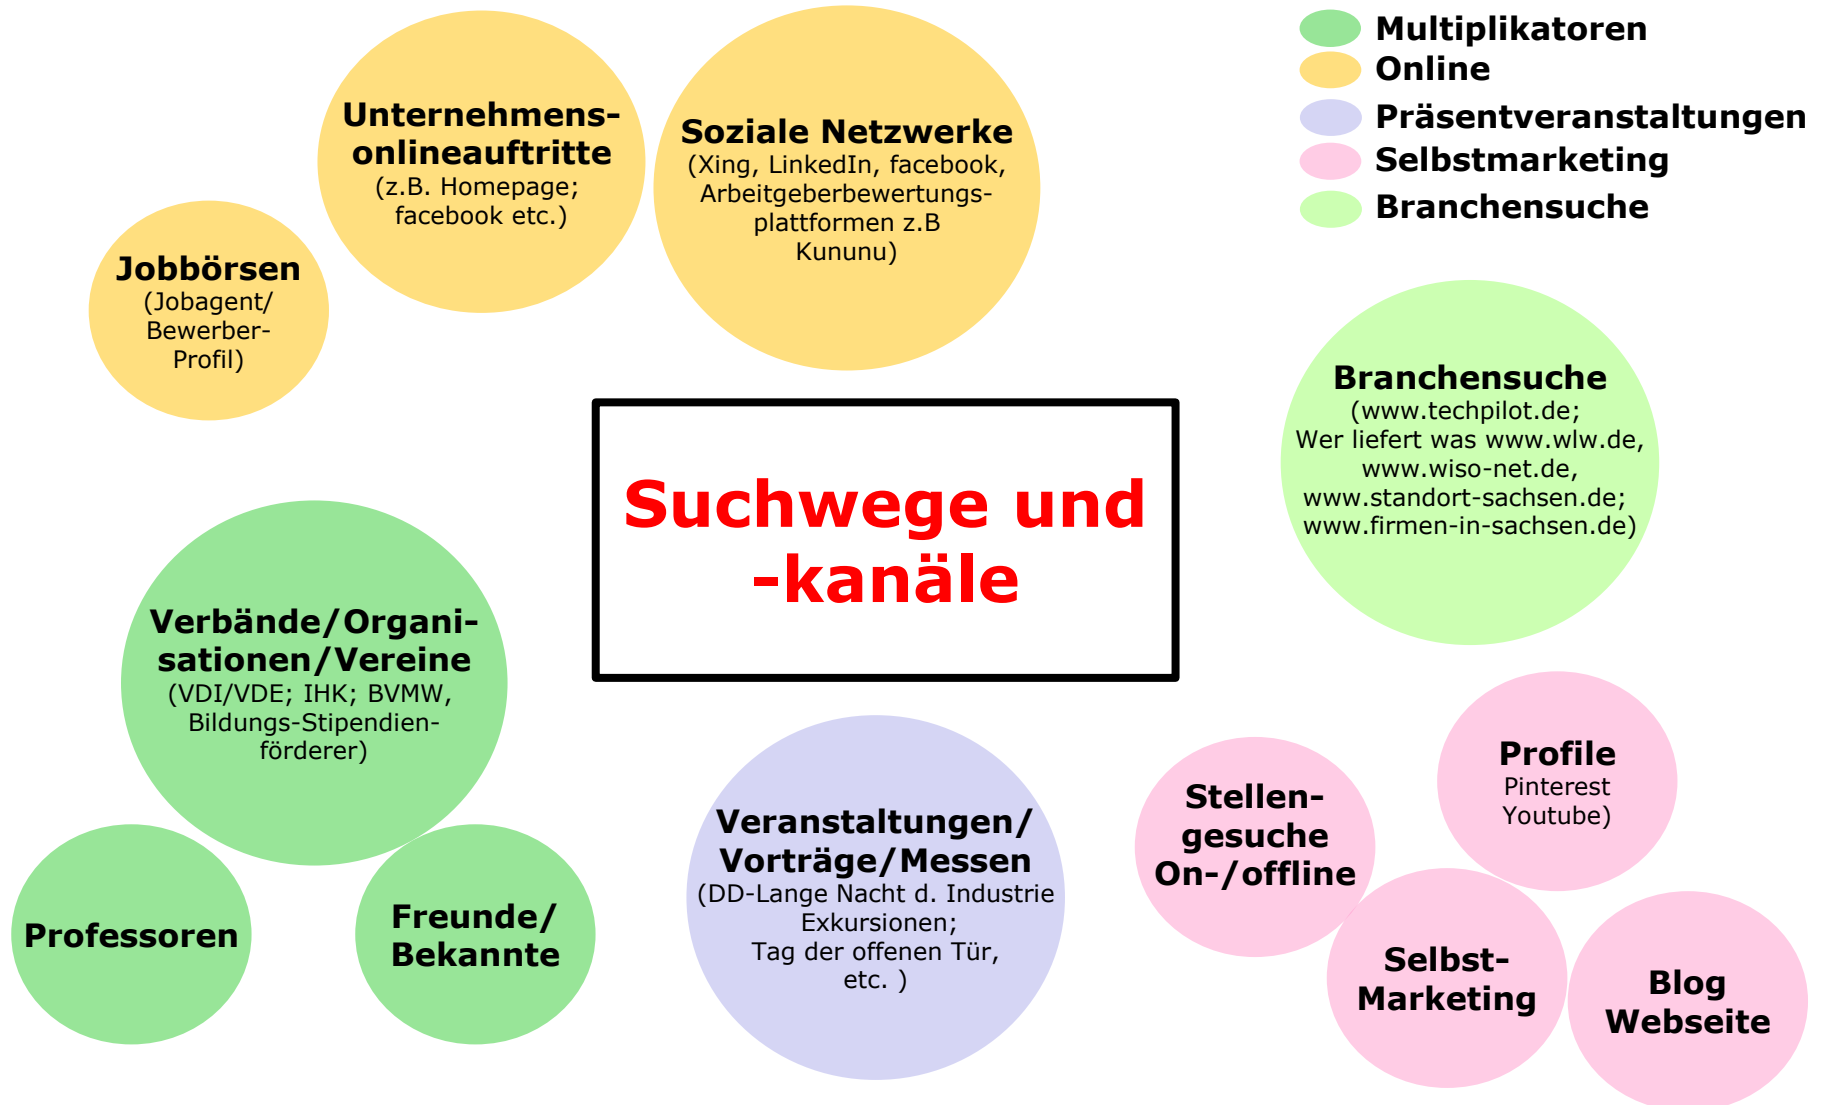 Multiplikatoren
Online
Präsentveranstaltungen
Selbstmarketing
Branchensuche
Unternehmens-
onlineauftritte
(z.B. Homepage;
facebook etc.)
Soziale Netzwerke
(Xing, LinkedIn, facebook,
Arbeitgeberbewertungs-
plattformen z.B
Kununu)
Jobbörsen
(Jobagent/
Bewerber-
Profil)
Branchensuche
(www.techpilot.de;
Wer liefert was www.wlw.de,
www.wiso-net.de,
www.standort-sachsen.de;
www.firmen-in-sachsen.de)
Suchwege und
-kanäle
Verbände/Organi-
sationen/Vereine
(VDI/VDE; IHK; BVMW,
Bildungs-Stipendien-
förderer)
Professoren
Freunde/
Bekannte
Veranstaltungen/
Vorträge/Messen
(DD-Lange Nacht d. Industrie
Exkursionen;
Tag der offenen Tür,
etc. )
Stellen-
gesuche
On-/offline
Profile
Pinterest
Youtube)
Selbst-
Marketing
Blog
Webseite